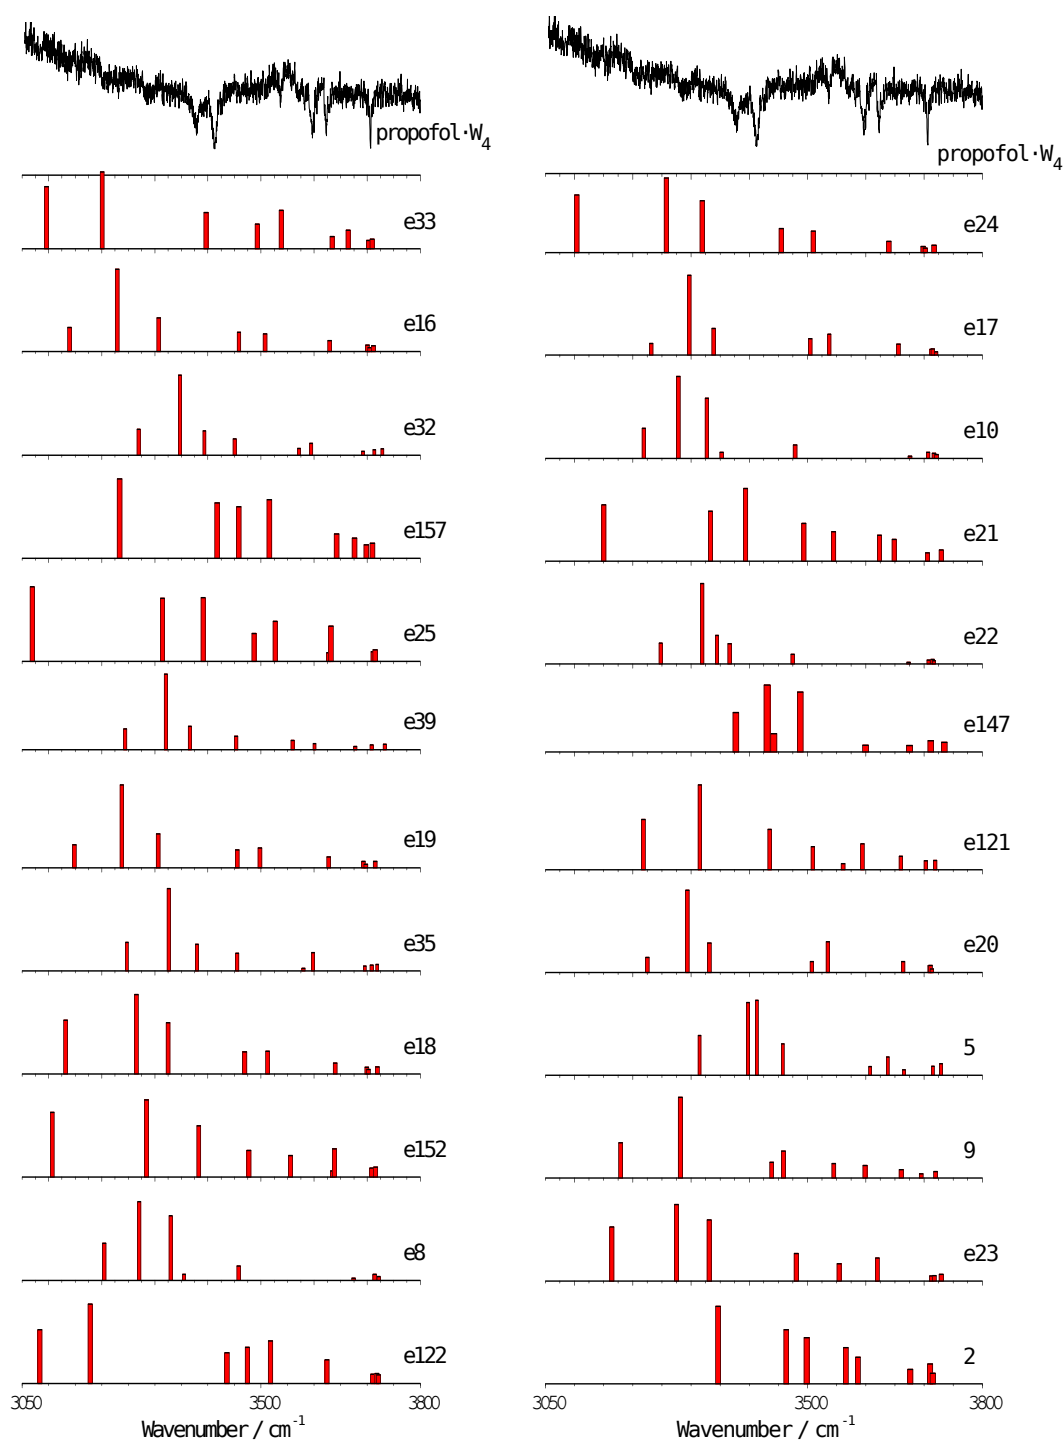 propofol·W4
e33
e16
e32
e157
e25
e39
e19
e35
e18
e152
e8
e122
3050
3500
3800
Wavenumber / cm-1
propofol·W4
e24
e17
e10
e21
e22
e147
e121
e20
5
9
e23
2
3050
3500
3800
Wavenumber / cm-1